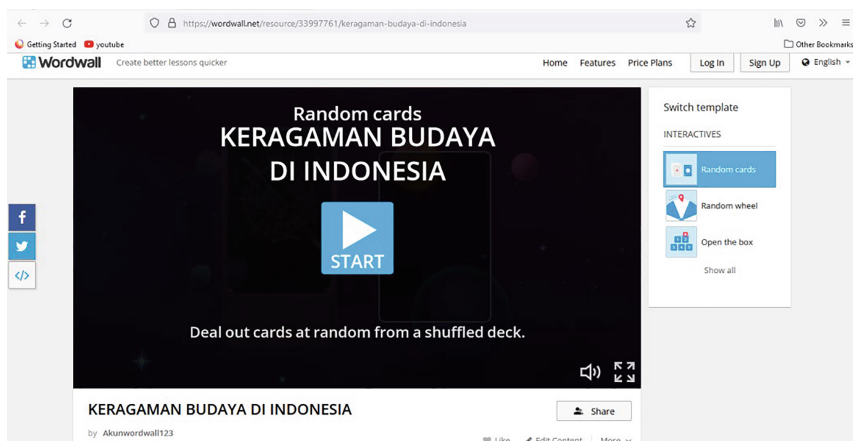 https://wordwall.net/resource/33997761/keragaman-budaya-di-indonesia
Getting Started youtube Other Bookmarks
Wordwall Create better lessons quicker Home Features Price Plans Log In Sign Up English
Random cards
KERAGAMAN BUDAYA
DI INDONESIA
START
Deal out cards at random from a shuffled deck.
Switch template
INTERACTIVES
Random cards
Random wheel
Open the box
Show all
KERAGAMAN BUDAYA DI INDONESIA
Share
by Akunwordwall123
Like Edit Content More